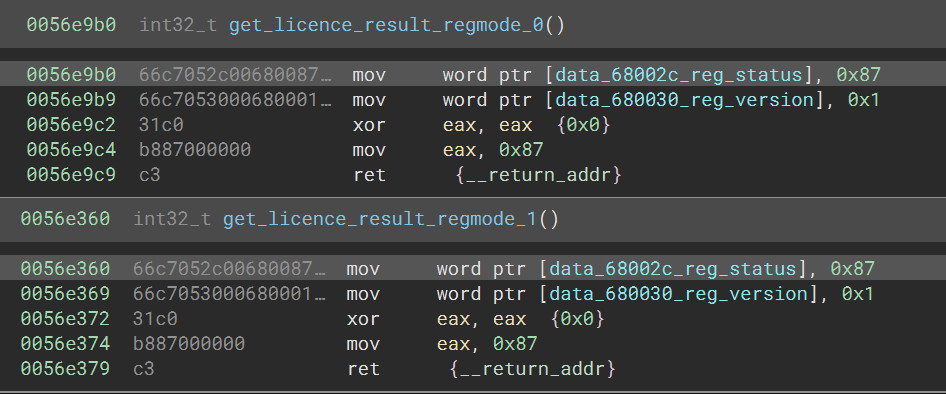 0056e9b0 int32_t get_licence_result_regmode_0()
0056e9b0 66c7052c00680087… mov word ptr [data_68002c_reg_status], 0x87
0056e9b9 66c7053000680001… mov word ptr [data_680030_reg_version], 0x1
0056e9c2 31c0 xor eax, eax {0x0}
0056e9c4 b887000000 mov eax, 0x87
0056e9c9 c3 ret {__return_addr}
0056e360 int32_t get_licence_result_regmode_1()
0056e360 66c7052c00680087… mov word ptr [data_68002c_reg_status], 0x87
0056e369 66c7053000680001… mov word ptr [data_680030_reg_version], 0x1
0056e372 31c0 xor eax, eax {0x0}
0056e374 b887000000 mov eax, 0x87
0056e379 c3 ret {__return_addr}